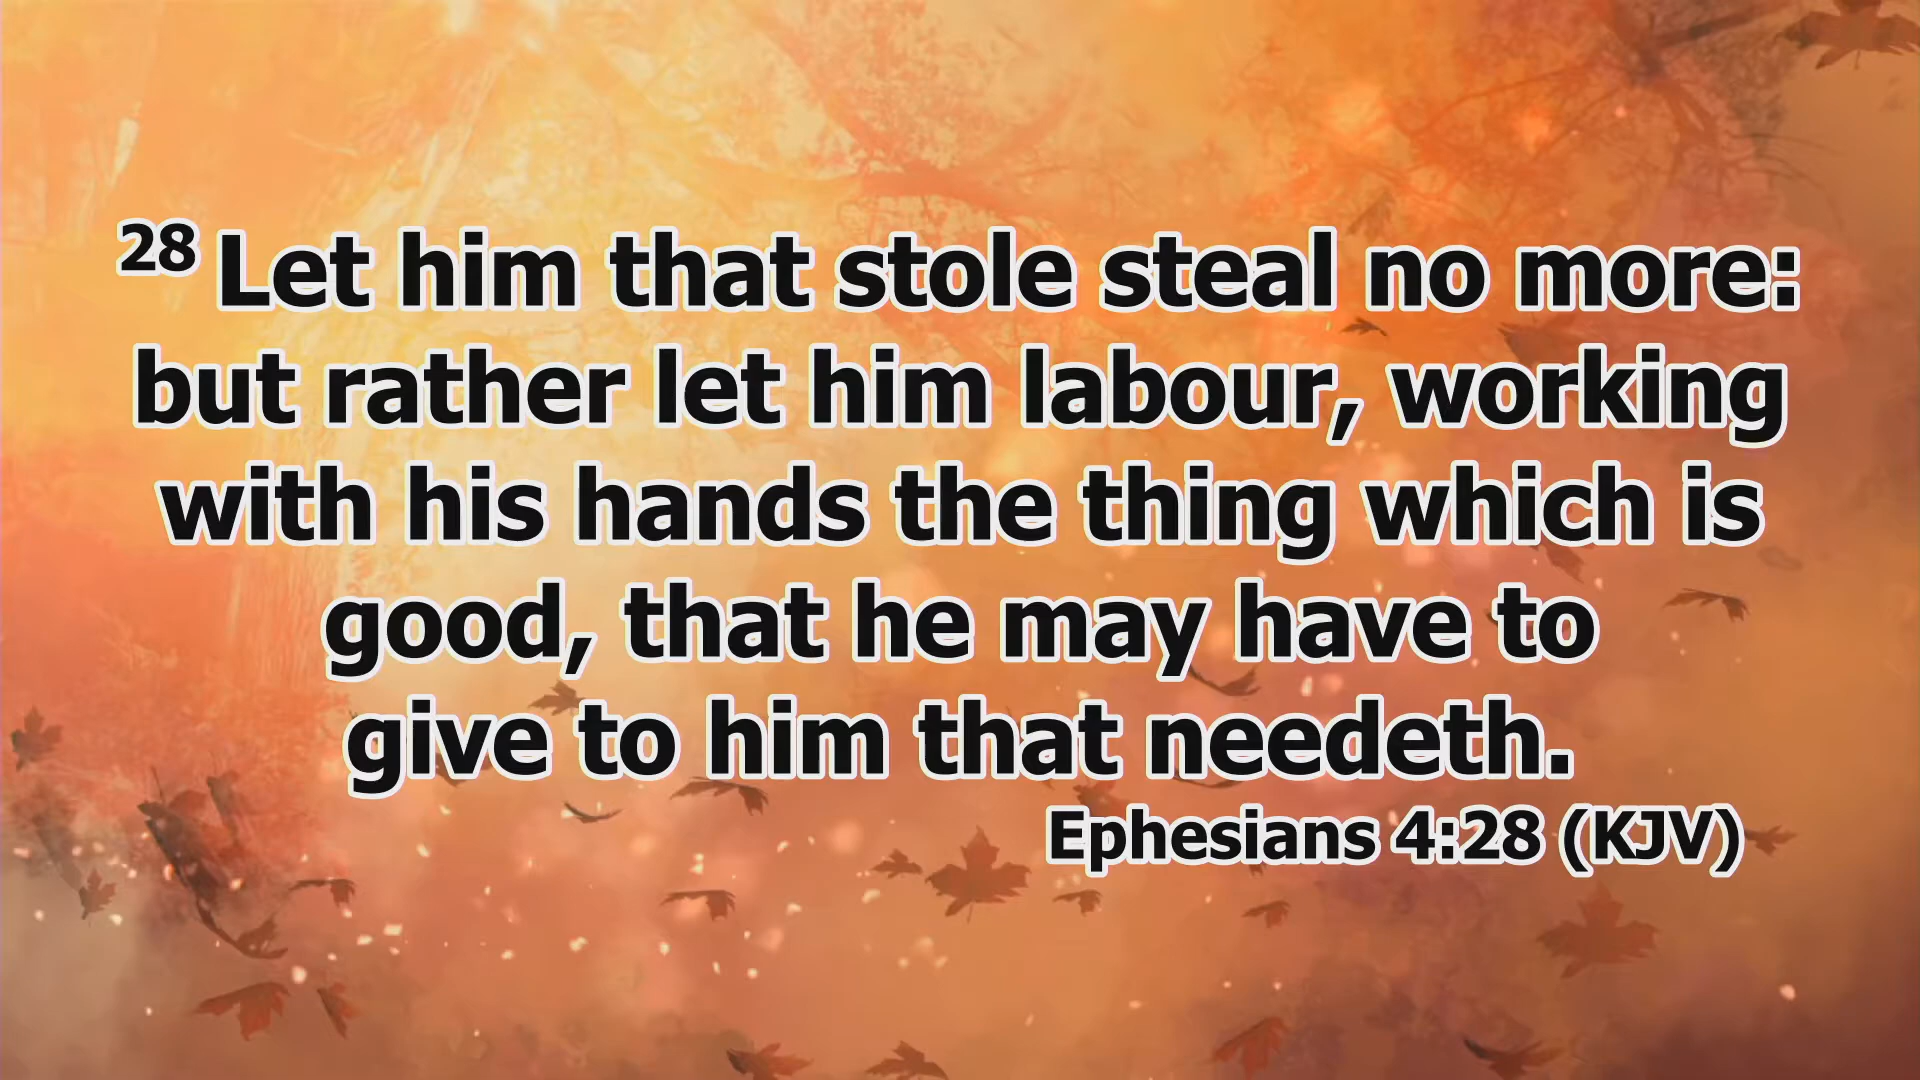 28 Let him that stole steal no more:
but rather let him labour, working
with his hands the thing which is
good, that he may have to
give to him that needeth.
Ephesians 4:28 (KJV)